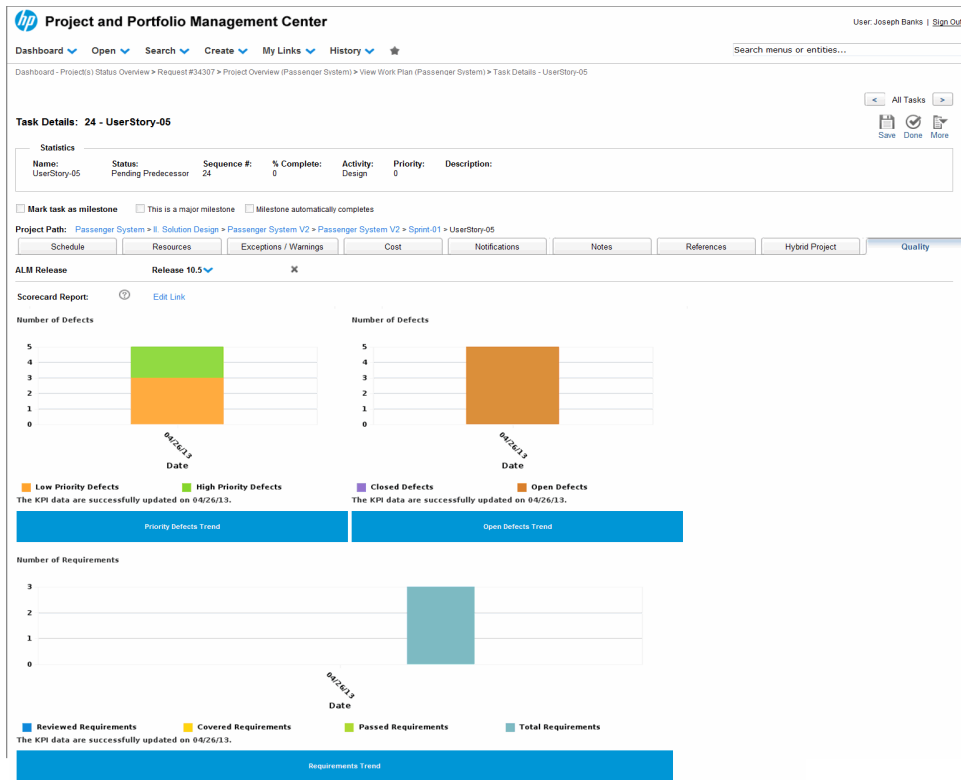 hp Project and Portfolio Management Center
User: Joseph Banks | Sign Out
Dashboard Open Search Create My Links History
Search menus or entities...
Dashboard - Project(s) Status Overview > Request #34307 > Project Overview (Passenger System) > View Work Plan (Passenger System) > Task Details - UserStory-05
< All Tasks >
Task Details: 24 - UserStory-05
Save Done More
Statistics
Name: Status: Sequence #: % Complete: Activity: Priority: Description:
UserStory-05 Pending Predecessor 24 0 Design 0
Mark task as milestone This is a major milestone Milestone automatically completes
Project Path: Passenger System > II. Solution Design > Passenger System V2 > Passenger System V2 > Sprint-01 > UserStory-05
Schedule Resources Exceptions / Warnings Cost Notifications Notes References Hybrid Project Quality
ALM Release Release 10.5
Scorecard Report: ? Edit Link
Number of Defects
5
4
3
2
1
0
04/26/13
Date
Low Priority Defects High Priority Defects
The KPI data are successfully updated on 04/26/13.
Priority Defects Trend
Number of Defects
5
4
3
2
1
0
04/26/13
Date
Closed Defects Open Defects
The KPI data are successfully updated on 04/26/13.
Open Defects Trend
Number of Requirements
3
2
1
0
04/26/13
Date
Reviewed Requirements Covered Requirements Passed Requirements Total Requirements
The KPI data are successfully updated on 04/26/13.
Requirements Trend